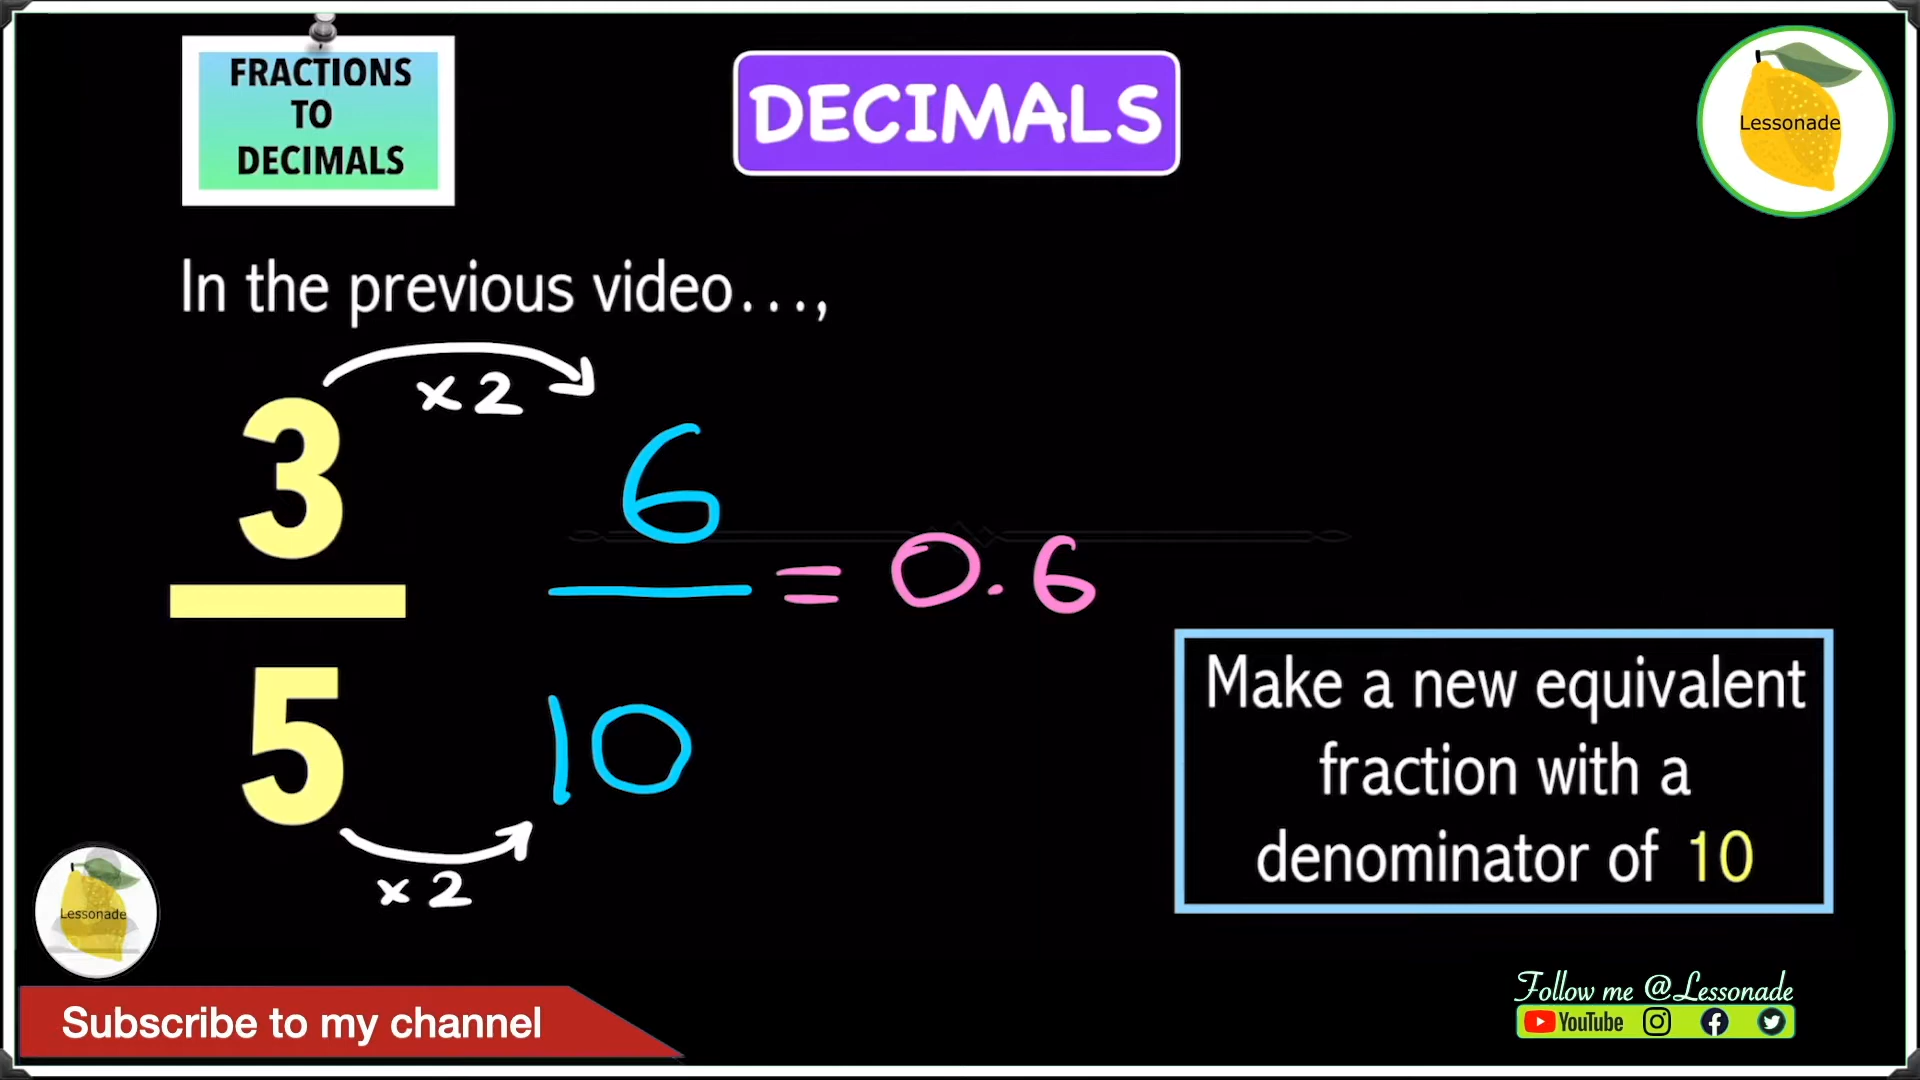 FRACTIONS
TO
DECIMALS
DECIMALS
Lessonade
In the previous video...,
×2
3
5
6
10
= 0.6
×2
Make a new equivalent
fraction with a
denominator of 10
Lessonade
Subscribe to my channel
Follow me @Lessonade
YouTube